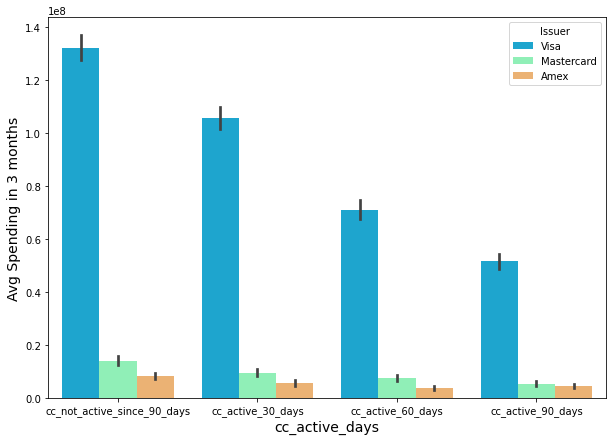 1e8
Issuer
Visa
Mastercard
Amex
1.4
1.2
1.0
0.8
0.6
0.4
0.2
0.0
Avg Spending in 3 months
cc_not_active_since_90_days cc_active_30_days cc_active_60_days cc_active_90_days
cc_active_days